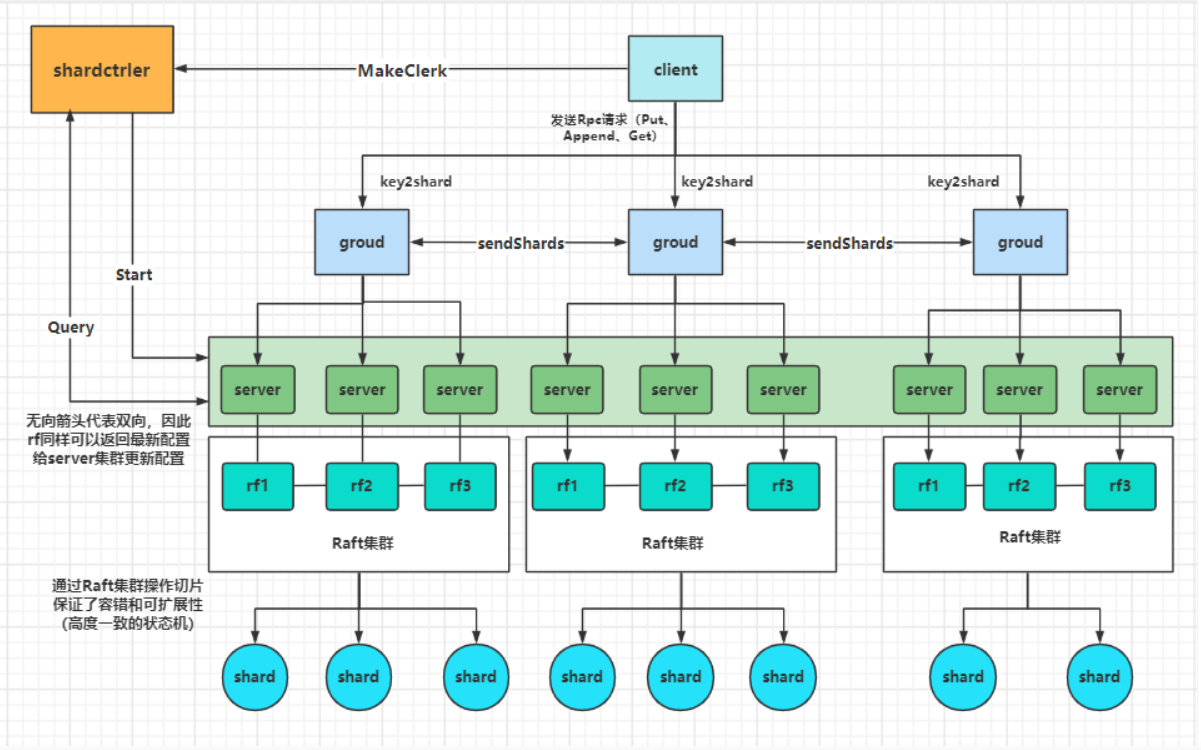 shardctrler
MakeClerk
client
发送Rpc请求（Put、
Append、Get）
key2shard
key2shard
key2shard
groud
sendShards
groud
sendShards
groud
Start
Query
server
server
server
server
server
server
server
server
server
无向箭头代表双向，因此
rf同样可以返回最新配置
给server集群更新配置
rf1
rf2
rf3
rf1
rf2
rf3
rf1
rf2
rf3
Raft集群
Raft集群
Raft集群
通过Raft集群操作切片
保证了容错和可扩展性
（高度一致的状态机）
shard
shard
shard
shard
shard
shard
shard
shard